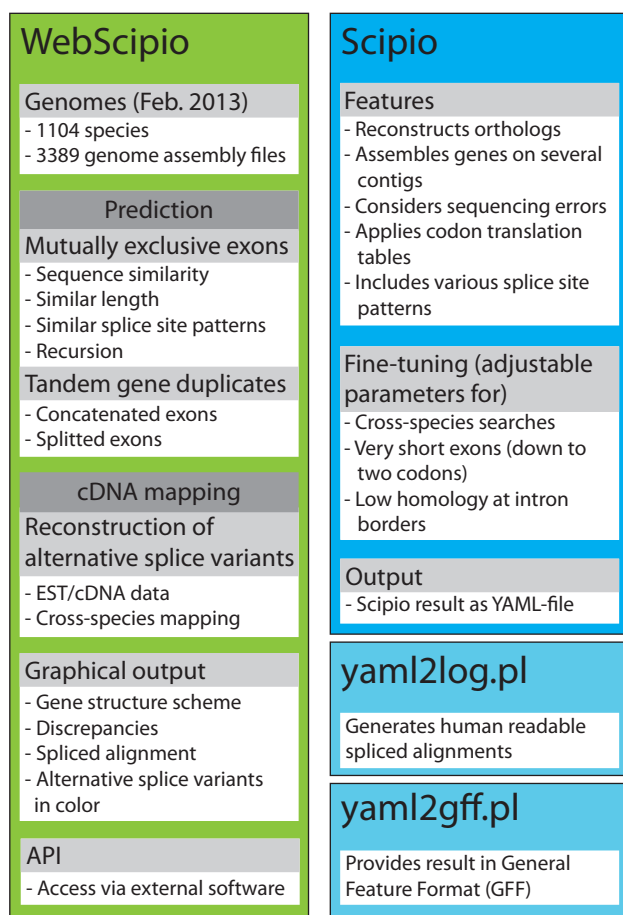 WebScipio
Genomes (Feb. 2013)
- 1104 species
- 3389 genome assembly files
Prediction
Mutually exclusive exons
- Sequence similarity
- Similar length
- Similar splice site patterns
- Recursion
Tandem gene duplicates
- Concatenated exons
- Splitted exons
cDNA mapping
Reconstruction of
alternative splice variants
- EST/cDNA data
- Cross-species mapping
Graphical output
- Gene structure scheme
- Discrepancies
- Spliced alignment
- Alternative splice variants
in color
API
- Access via external software
Scipio
Features
- Reconstructs orthologs
- Assembles genes on several
contigs
- Considers sequencing errors
- Applies codon translation
tables
- Includes various splice site
patterns
Fine-tuning (adjustable
parameters for)
- Cross-species searches
- Very short exons (down to
two codons)
- Low homology at intron
borders
Output
- Scipio result as YAML-file
yaml2log.pl
Generates human readable
spliced alignments
yaml2gff.pl
Provides result in General
Feature Format (GFF)